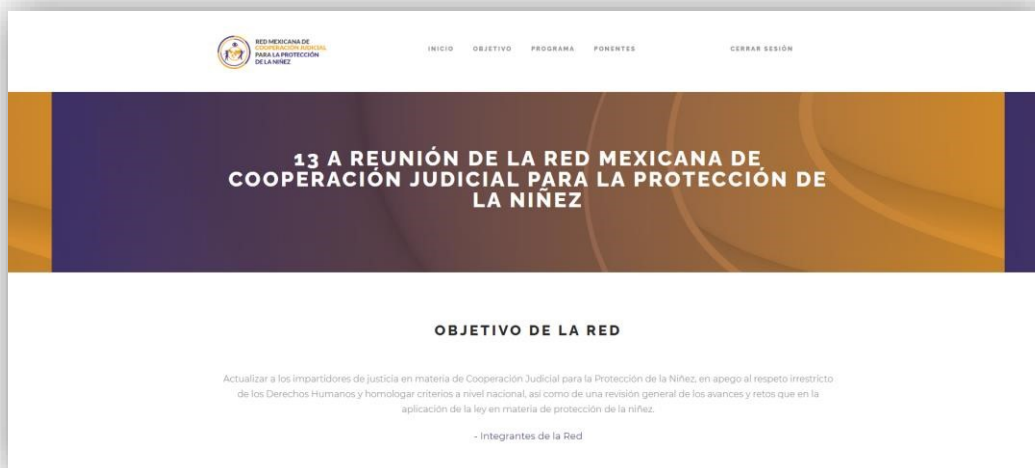 RED MEXICANA DE
COOPERACIÓN JUDICIAL
PARA LA PROTECCIÓN
DE LA NIÑEZ
INICIO OBJETIVO PROGRAMA PONENTES CERRAR SESIÓN
13 A REUNIÓN DE LA RED MEXICANA DE
COOPERACIÓN JUDICIAL PARA LA PROTECCIÓN DE
LA NIÑEZ
OBJETIVO DE LA RED
Actualizar a los impartidores de justicia en materia de Cooperación Judicial para la Protección de la Niñez, en apego al respeto irrestricto
de los Derechos Humanos y homologar criterios a nivel nacional, así como de una revisión general de los avances y retos que en la
aplicación de la ley en materia de protección de la niñez.
- Integrantes de la Red